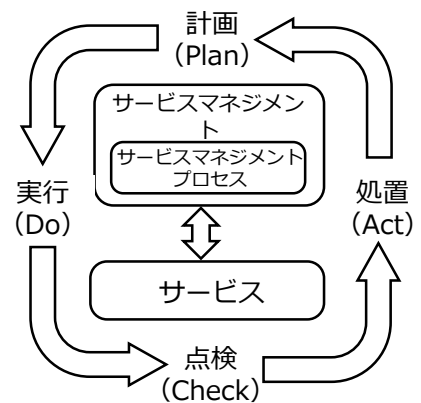 計画
（Plan）
サービスマネジメン
ト
サービスマネジメント
プロセス
実行
（Do）
処置
（Act）
サービス
点検
（Check）